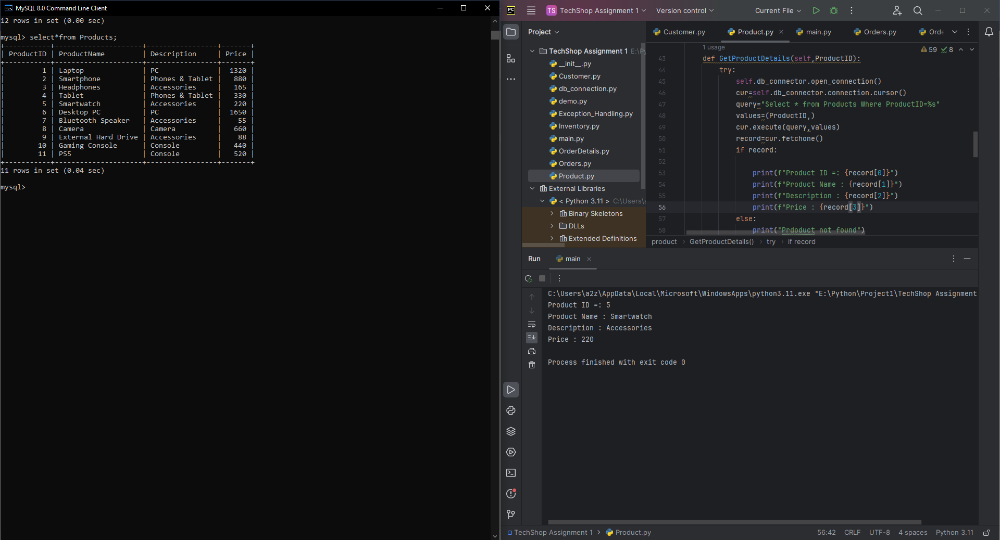 MySQL 8.0 Command Line Client
12 rows in set (0.00 sec)
mysql> select*from Products;
+-----------+---------------------+-----------------+-------+
| ProductID | ProductName         | Description     | Price |
+-----------+---------------------+-----------------+-------+
|         1 | Laptop              | PC              |  1320 |
|         2 | Smartphone          | Phones & Tablet |   880 |
|         3 | Headphones          | Accessories     |   165 |
|         4 | Tablet              | Phones & Tablet |   330 |
|         5 | Smartwatch          | Accessories     |   220 |
|         6 | Desktop PC          | PC              |  1650 |
|         7 | Bluetooth Speaker   | Accessories     |    55 |
|         8 | Camera              | Camera          |   660 |
|         9 | External Hard Drive | Accessories     |    88 |
|        10 | Gaming Console      | Console         |   440 |
|        11 | PS5                 | Console         |   520 |
+-----------+---------------------+-----------------+-------+
11 rows in set (0.04 sec)
mysql>
PC
TS TechShop Assignment 1
Version control
Current File
Project
TechShop Assignment 1 E:\Py
__init__.py
Customer.py
db_connection.py
demo.py
Exception_Handling.py
Inventory.py
main.py
OrderDetails.py
Orders.py
Product.py
External Libraries
< Python 3.11 > C:\Users\a
Binary Skeletons
DLLs
Extended Definitions
Customer.py
Product.py
main.py
Orders.py
Orde
59 8
1 usage
43 def GetProductDetails(self,ProductID):
44 try:
45 self.db_connector.open_connection()
46 cur=self.db_connector.connection.cursor()
47 query="Select * from Products Where ProductID=%s"
48 values=(ProductID,)
49 cur.execute(query,values)
50 record=cur.fetchone()
51 if record:
52
53 print(f"Product ID =: {record[0]}")
54 print(f"Product Name : {record[1]}")
55 print(f"Description : {record[2]}")
56 print(f"Price : {record[3]}")
57 else:
58 print("Prdoduct not found")
product > GetProductDetails() > try > if record
Run
main
C:\Users\a2z\AppData\Local\Microsoft\WindowsApps\python3.11.exe "E:\Python\Project1\TechShop Assignment
Product ID =: 5
Product Name : Smartwatch
Description : Accessories
Price : 220
Process finished with exit code 0
TechShop Assignment 1 > Product.py
56:42 CRLF UTF-8 4 spaces Python 3.11